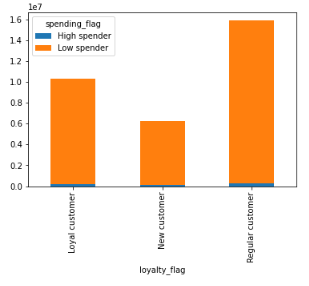 1e7
1.6
1.4
1.2
1.0
0.8
0.6
0.4
0.2
0.0
spending_flag
High spender
Low spender
Loyal customer
New customer
Regular customer
loyalty_flag